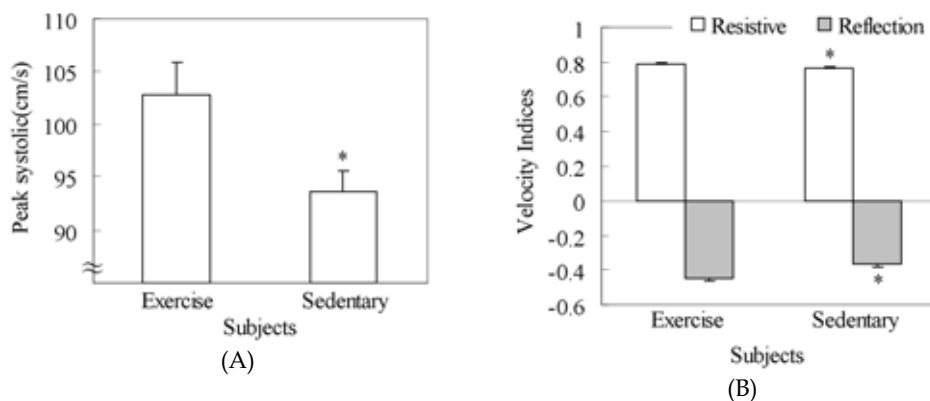 110
105
100
95
90
Peak systolic(cm/s)
*
Exercise Sedentary
Subjects
(A)
Resistive Reflection
1
0.8
0.6
0.4
0.2
0
-0.2
-0.4
-0.6
Velocity Indices
*
*
Exercise Sedentary
Subjects
(B)